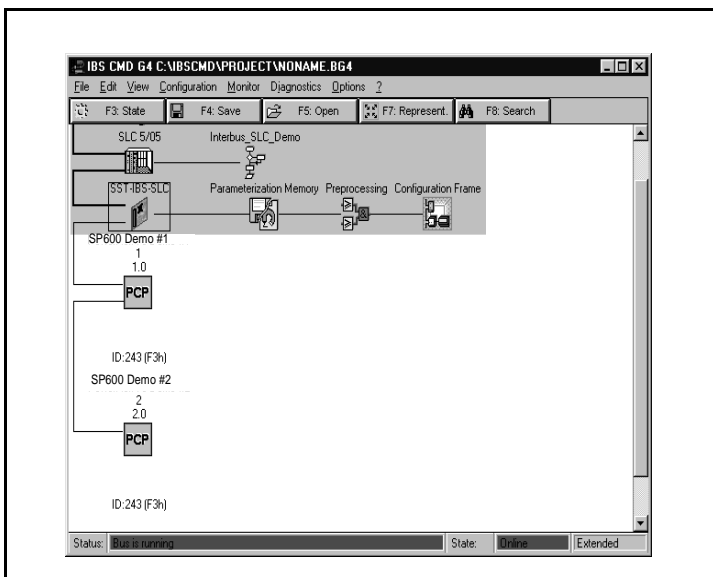 IBS CMD G4 C:\IBSCMD\PROJECT\NONAME.BG4
File Edit View Configuration Monitor Diagnostics Options ?
F3: State F4: Save F5: Open F7: Represent. F8: Search
SLC 5/05 Interbus_SLC_Demo
SST-IBS-SLC Parameterization Memory Preprocessing Configuration Frame
SP600 Demo #1
1
1.0
PCP
ID:243 (F3h)
SP600 Demo #2
2
2.0
PCP
ID:243 (F3h)
Status: Bus is running State: Online Extended